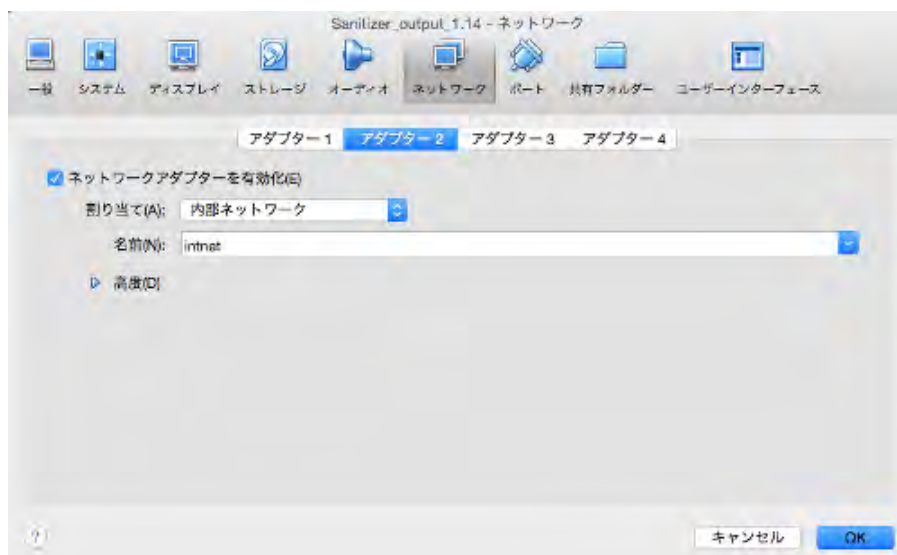 Sanitizer_output_1.14 - ネットワーク
一般 システム ディスプレイ ストレージ オーディオ ネットワーク ポート 共有フォルダー ユーザーインターフェース
アダプター 1 アダプター 2 アダプター 3 アダプター 4
ネットワークアダプターを有効化(E)
割り当て(A): 内部ネットワーク
名前(N): intnet
高度(D)
?
キャンセル OK